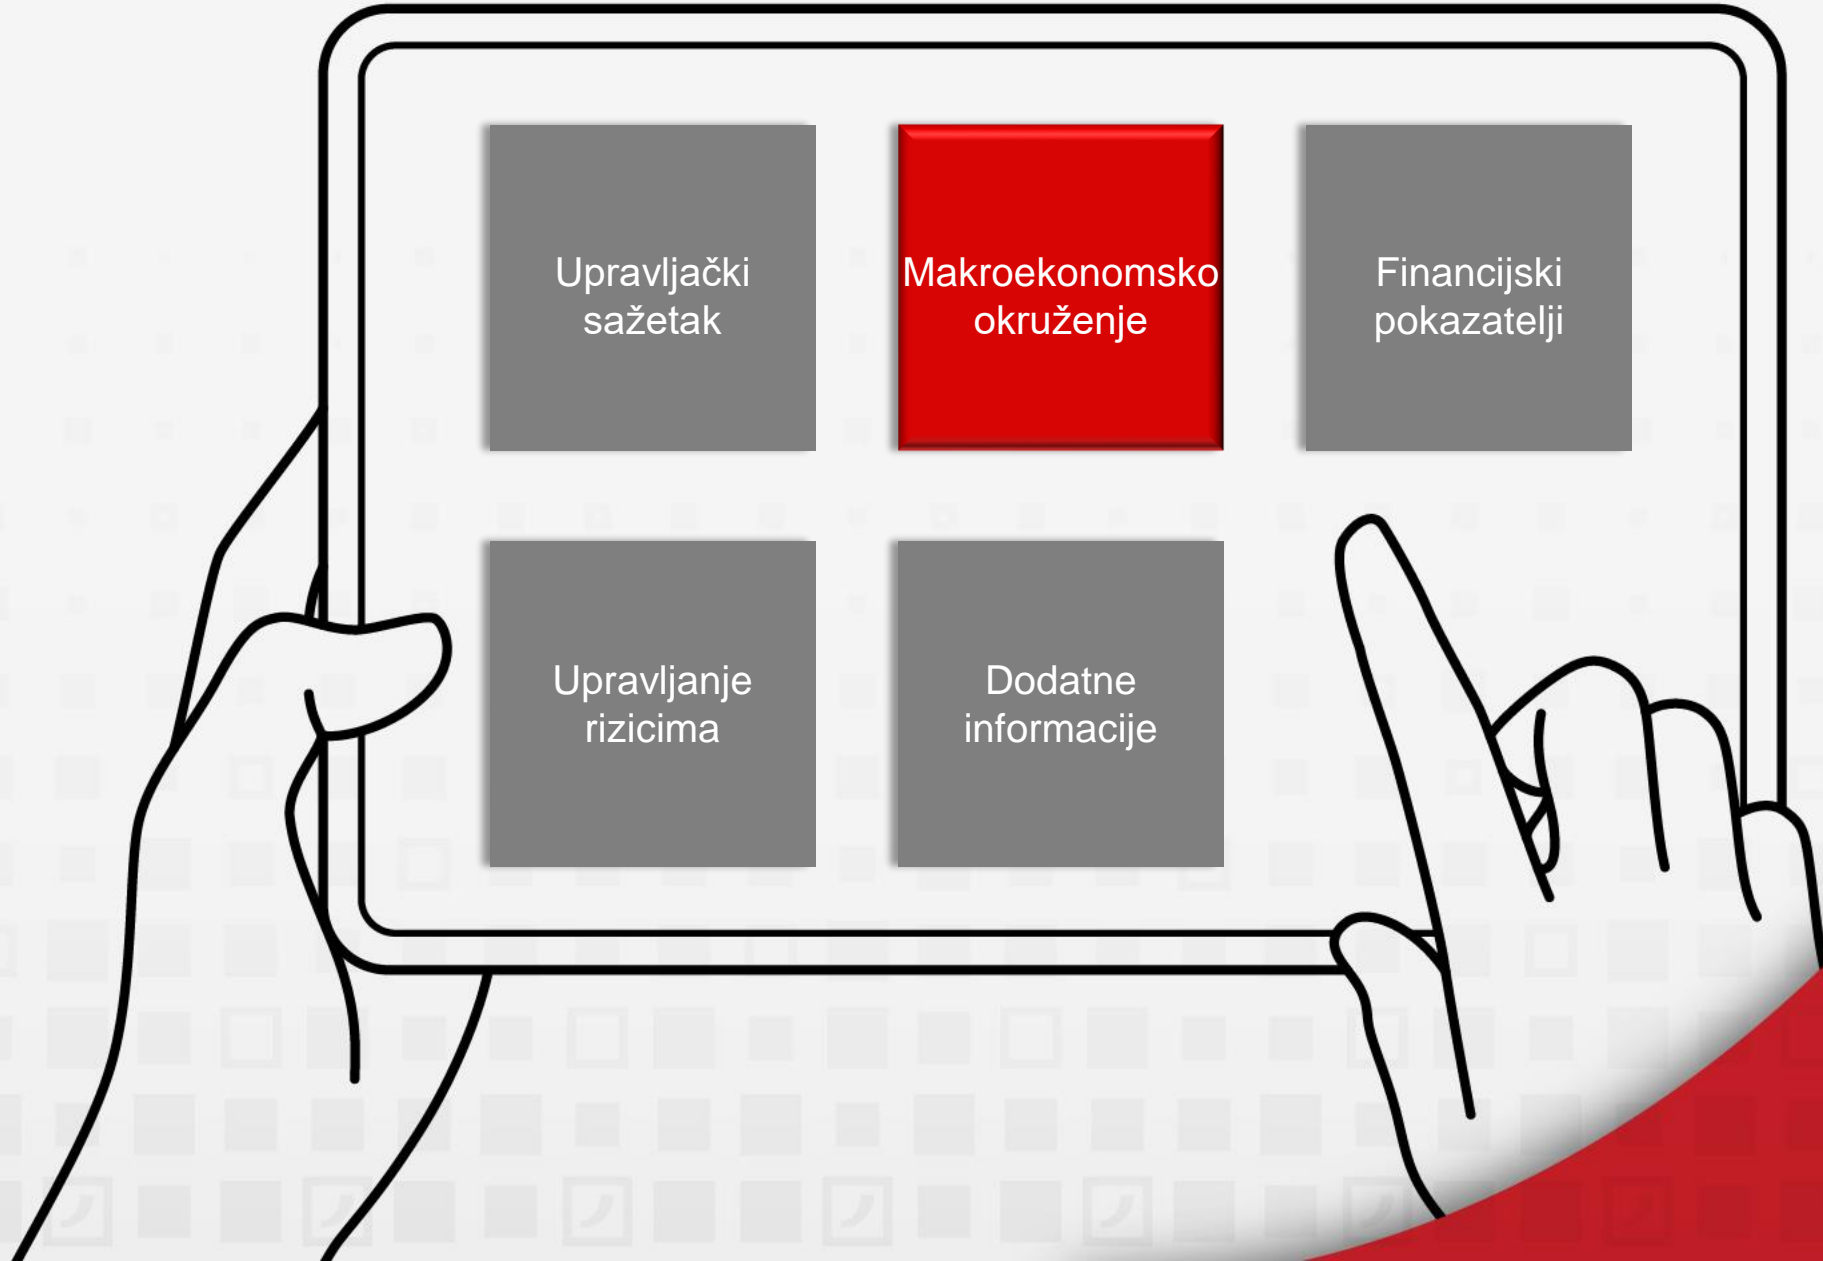 Upravljački
sažetak
Makroekonomsko
okruženje
Financijski
pokazatelji
Upravljanje
rizicima
Dodatne
informacije